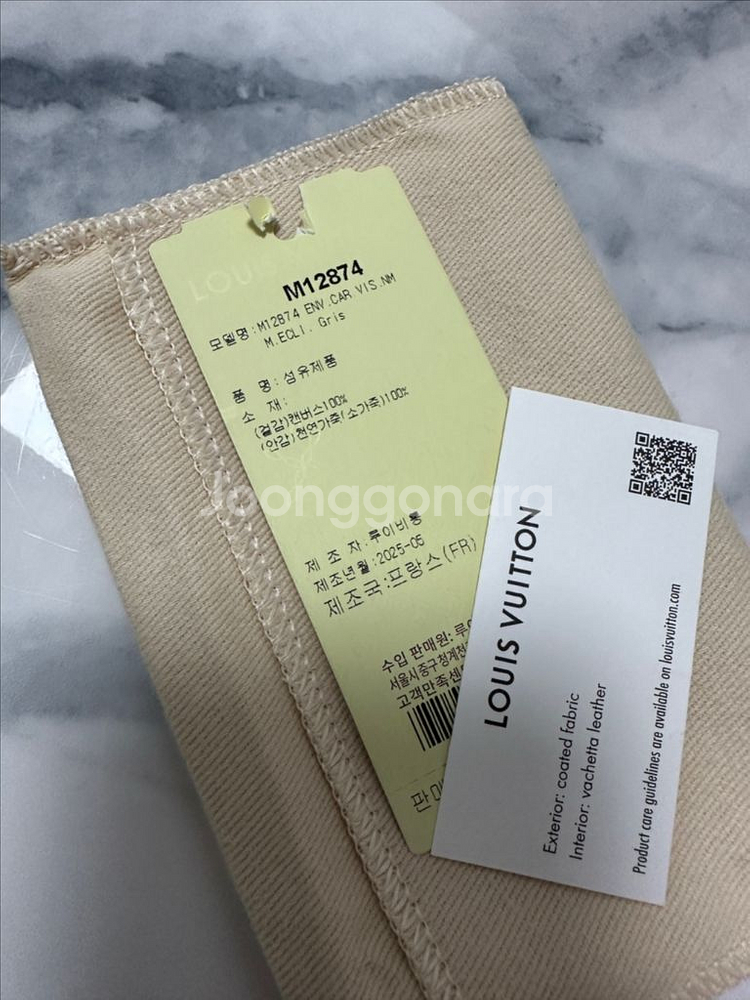 LOUIS
M12874
모델명:M12874 ENV.CAR VIS.NM
M.ECLI. Gris
품 명:섬유제품
소 재:
(겉감)캔버스100%
(안감)천연가죽(소가죽)100%
제 조 자:루이비통
제조년월:2025-05
제조국:프랑스(FR)
수입 판매원:
서울시중구청계천
고객만족센
판매
LOUIS VUITTON
Exterior: coated fabric
Interior: vachetta leather
Product care guidelines are available on louisvuitton.com
Joonggonara